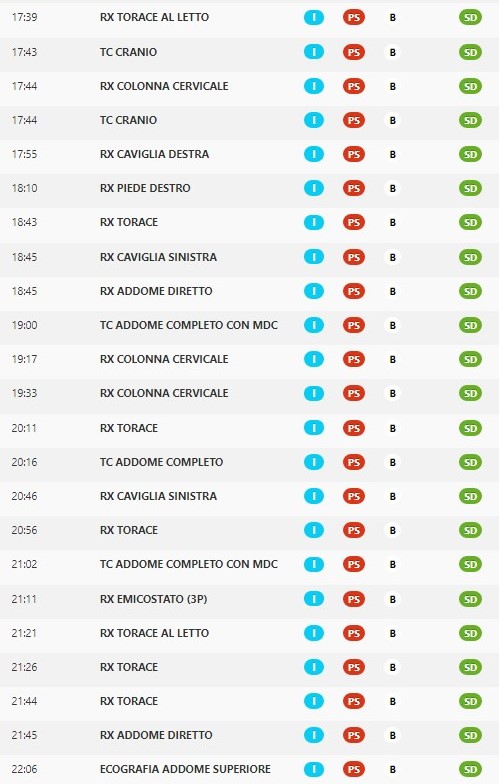 17:39 RX TORACE AL LETTO I PS B SD
17:43 TC CRANIO I PS B SD
17:44 RX COLONNA CERVICALE I PS B SD
17:44 TC CRANIO I PS B SD
17:55 RX CAVIGLIA DESTRA I PS B SD
18:10 RX PIEDE DESTRO I PS B SD
18:43 RX TORACE I PS B SD
18:45 RX CAVIGLIA SINISTRA I PS B SD
18:45 RX ADDOME DIRETTO I PS B SD
19:00 TC ADDOME COMPLETO CON MDC I PS B SD
19:17 RX COLONNA CERVICALE I PS B SD
19:33 RX COLONNA CERVICALE I PS B SD
20:11 RX TORACE I PS B SD
20:16 TC ADDOME COMPLETO I PS B SD
20:46 RX CAVIGLIA SINISTRA I PS B SD
20:56 RX TORACE I PS B SD
21:02 TC ADDOME COMPLETO CON MDC I PS B SD
21:11 RX EMICOSTATO (3P) I PS B SD
21:21 RX TORACE AL LETTO I PS B SD
21:26 RX TORACE I PS B SD
21:44 RX TORACE I PS B SD
21:45 RX ADDOME DIRETTO I PS B SD
22:06 ECOGRAFIA ADDOME SUPERIORE I PS B SD